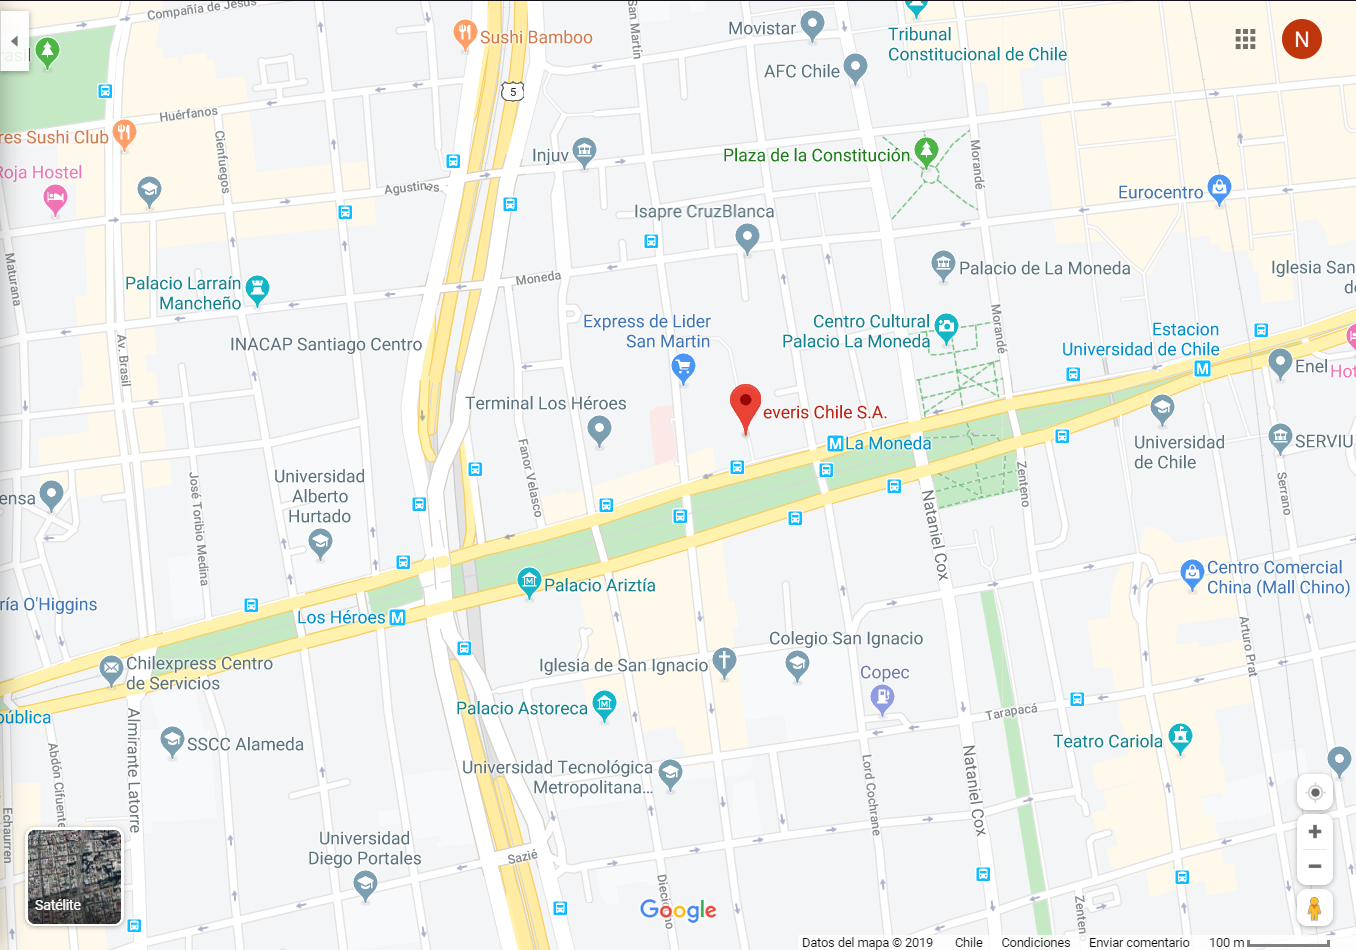 Compañía de Jesús
San Martin
Movistar
Tribunal
Constitucional de Chile
N
Sushi Bamboo
AFC Chile
5
Huérfanos
res Sushi Club
Cienfuegos
Injuv
Plaza de la Constitución
Morandé
Roja Hostel
Agustinas
Eurocentro
Isapre CruzBlanca
Maturana
Moneda
Palacio de La Moneda
Iglesia San
Palacio Larraín
Mancheño
Express de Lider
San Martin
Centro Cultural
Palacio La Moneda
Morandé
Estacion
Universidad de Chile
Av. Brasil
INACAP Santiago Centro
Enel
Hot
Terminal Los Héroes
everis Chile S.A.
La Moneda
Universidad
de Chile
SERVIU
Fanor Velasco
Universidad
Alberto
Hurtado
José Toribio Medina
ensa
Zenteno
Serrano
Nataniel Cox
Centro Comercial
China (Mall Chino)
Palacio Ariztía
ría O'Higgins
Los Héroes
Arturo Prat
Colegio San Ignacio
Chilexpress Centro
de Servicios
Iglesia de San Ignacio
Copec
pública
Palacio Astoreca
Tarapacá
Almirante Latorre
SSCC Alameda
Teatro Cariola
Abdón Cifuente
Universidad Tecnológica
Metropolitana...
Lord Cochrane
Nataniel Cox
Echaurren
Universidad
Diego Portales
Sazié
Satélite
Google
Zenten
Datos del mapa © 2019 Chile Condiciones Enviar comentario 100 m